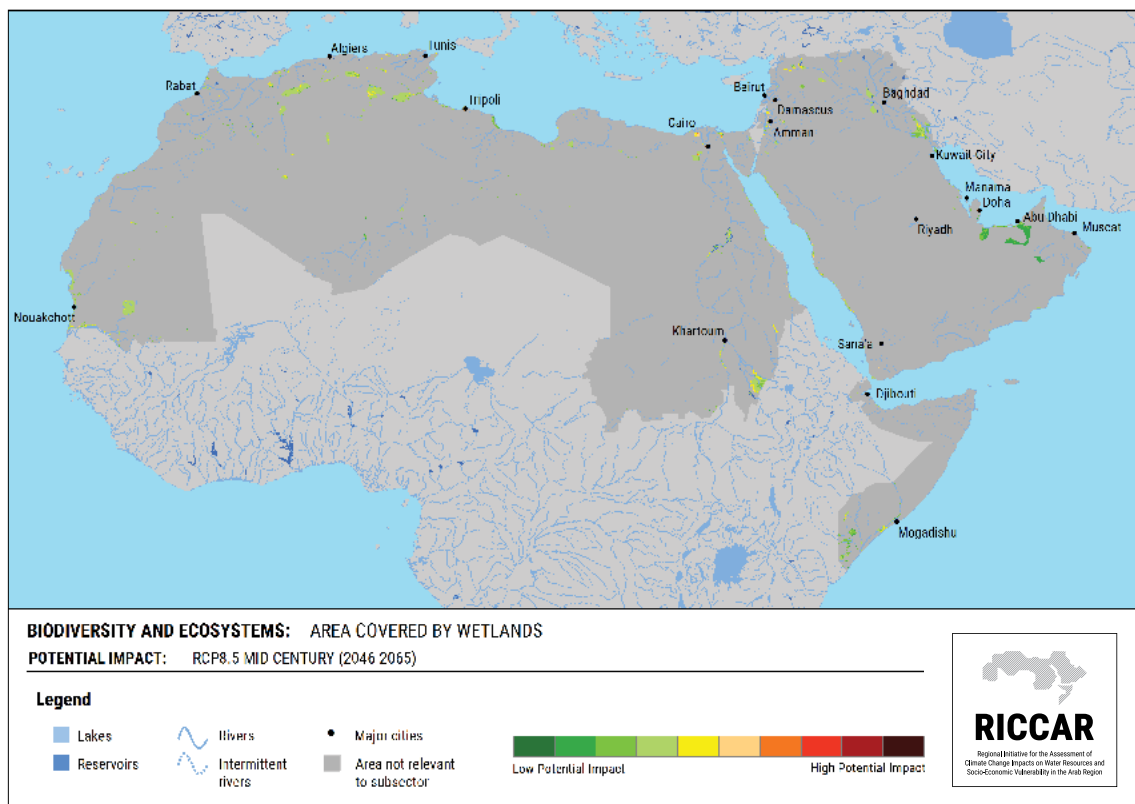 Algiers
Tunis
Rabat
Tripoli
Beirut
Damascus
Baghdad
Cairo
Amman
Kuwait City
Manama
Doha
Abu Dhabi
Riyadh
Muscat
Nouakchott
Khartoum
Sana'a
Djibouti
Mogadishu
BIODIVERSITY AND ECOSYSTEMS: AREA COVERED BY WETLANDS
POTENTIAL IMPACT: RCP8.5 MID CENTURY (2046 2065)
Legend
Lakes
Rivers
Major cities
Reservoirs
Intermittent
rivers
Area not relevant
to subsector
Low Potential Impact
High Potential Impact
RICCAR
Regional Initiative for the Assessment of
Climate Change Impacts on Water Resources and
Socio-Economic Vulnerability in the Arab Region